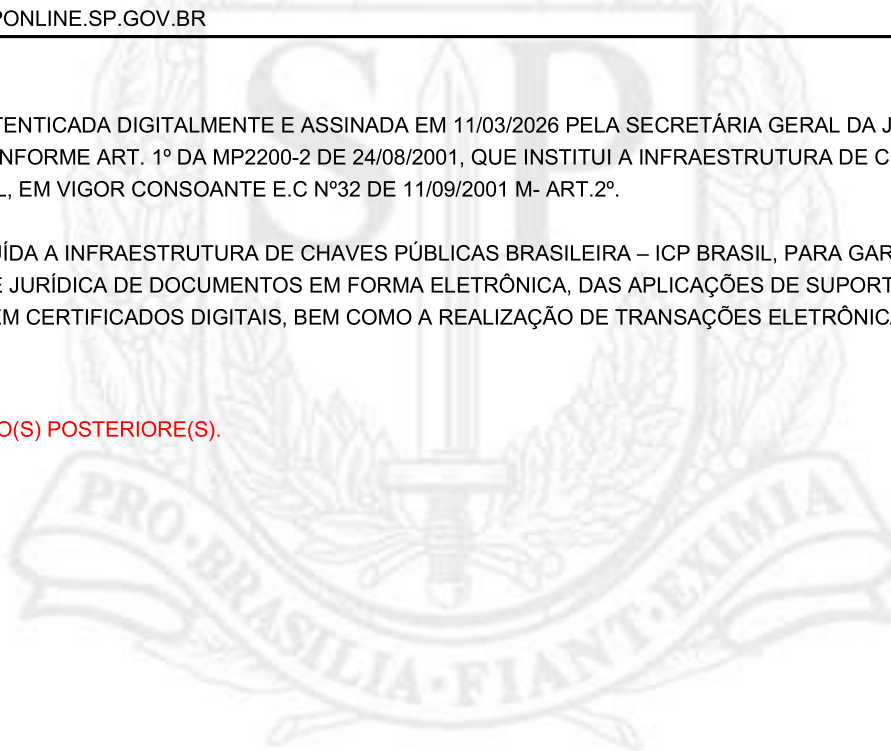 PONLINE.SP.GOV.BR
TENTICADA DIGITALMENTE E ASSINADA EM 11/03/2026 PELA SECRETÁRIA GERAL DA J
NFORME ART. 1º DA MP2200-2 DE 24/08/2001, QUE INSTITUI A INFRAESTRUTURA DE C
L, EM VIGOR CONSOANTE E.C Nº32 DE 11/09/2001 M- ART.2º.
UÍDA A INFRAESTRUTURA DE CHAVES PÚBLICAS BRASILEIRA – ICP BRASIL, PARA GAR
E JURÍDICA DE DOCUMENTOS EM FORMA ELETRÔNICA, DAS APLICAÇÕES DE SUPORT
EM CERTIFICADOS DIGITAIS, BEM COMO A REALIZAÇÃO DE TRANSAÇÕES ELETRÔNICA
O(S) POSTERIORE(S).
SP
PRO·BRASILIA·FIANT·EXIMIA